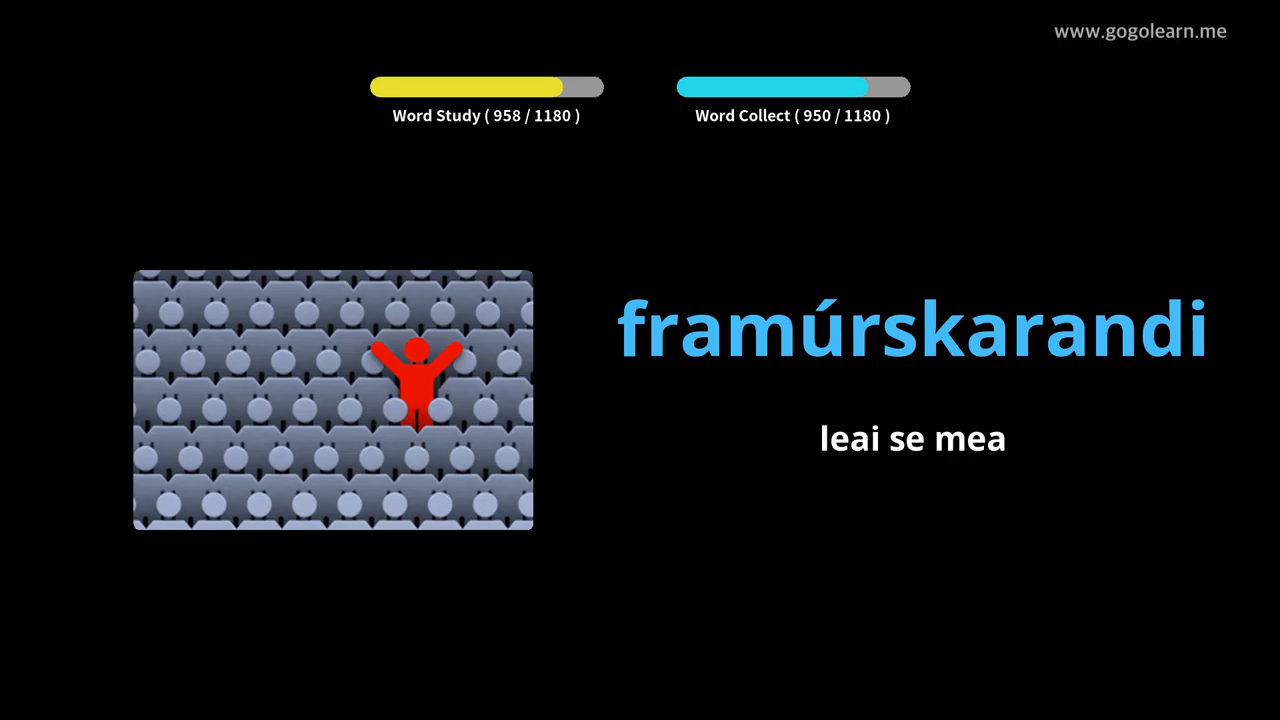 www.gogolearn.me
Word Study ( 958 / 1180 )
Word Collect ( 950 / 1180 )
framúrskarandi
leai se mea